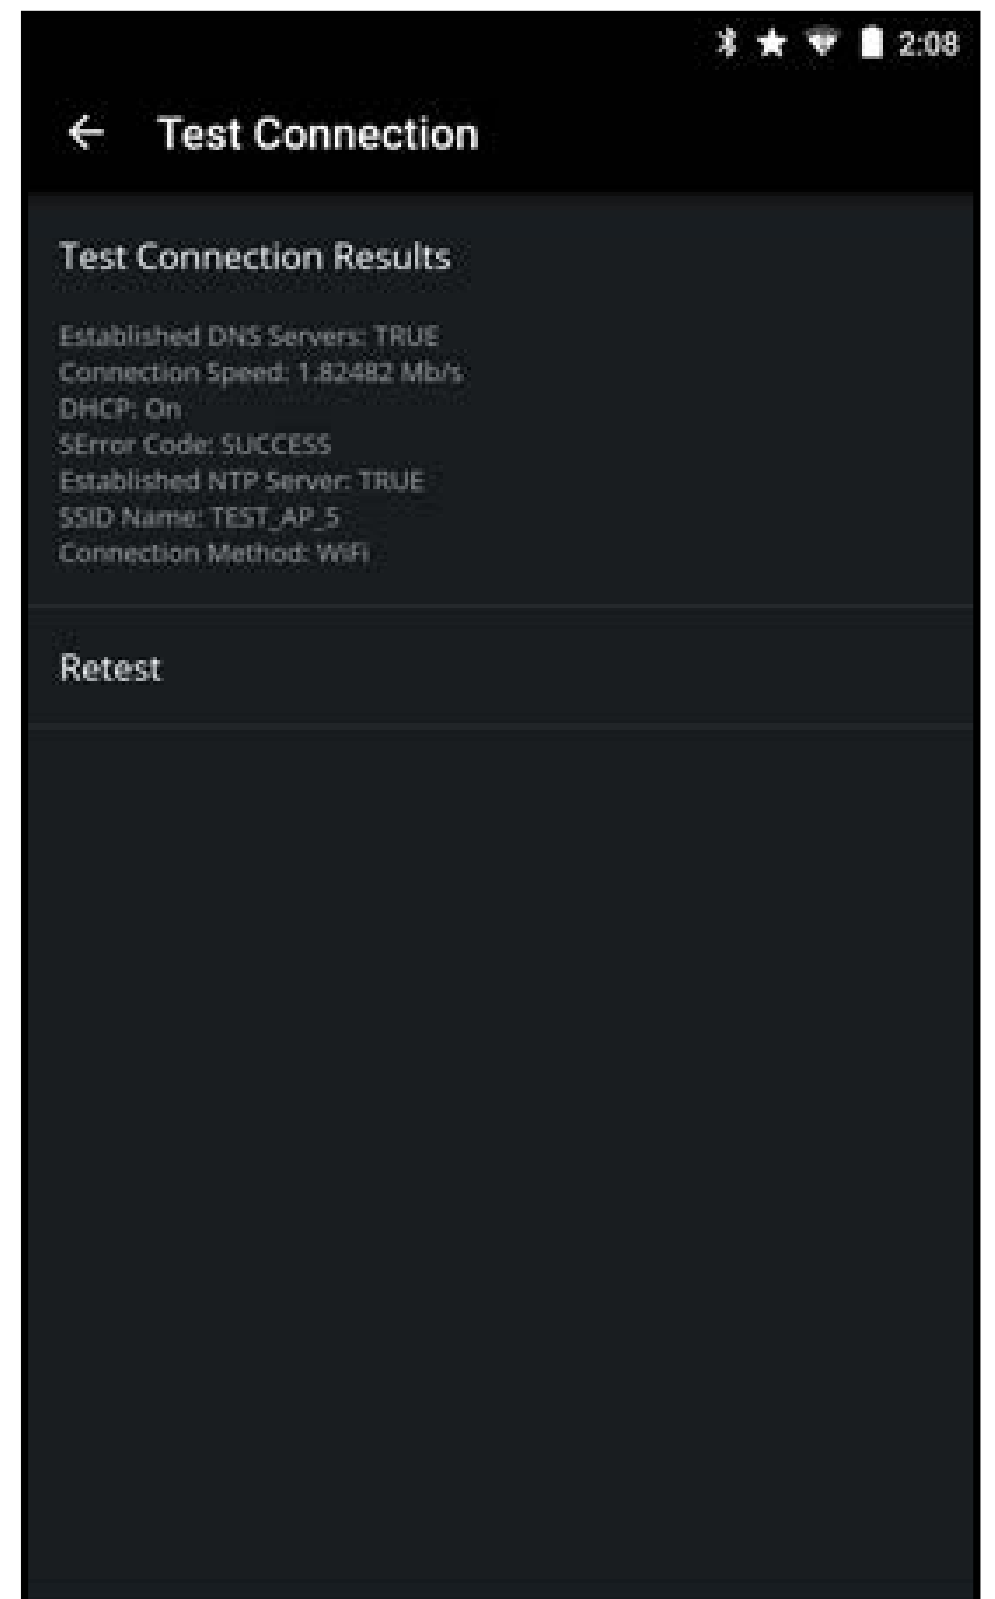 2:08
Test Connection
Test Connection Results
Established DNS Servers: TRUE
Connection Speed: 1.82482 Mb/s
DHCP: On
SError Code: SUCCESS
Established NTP Server: TRUE
SSID Name: TEST_AP_5
Connection Method: WiFi
Retest